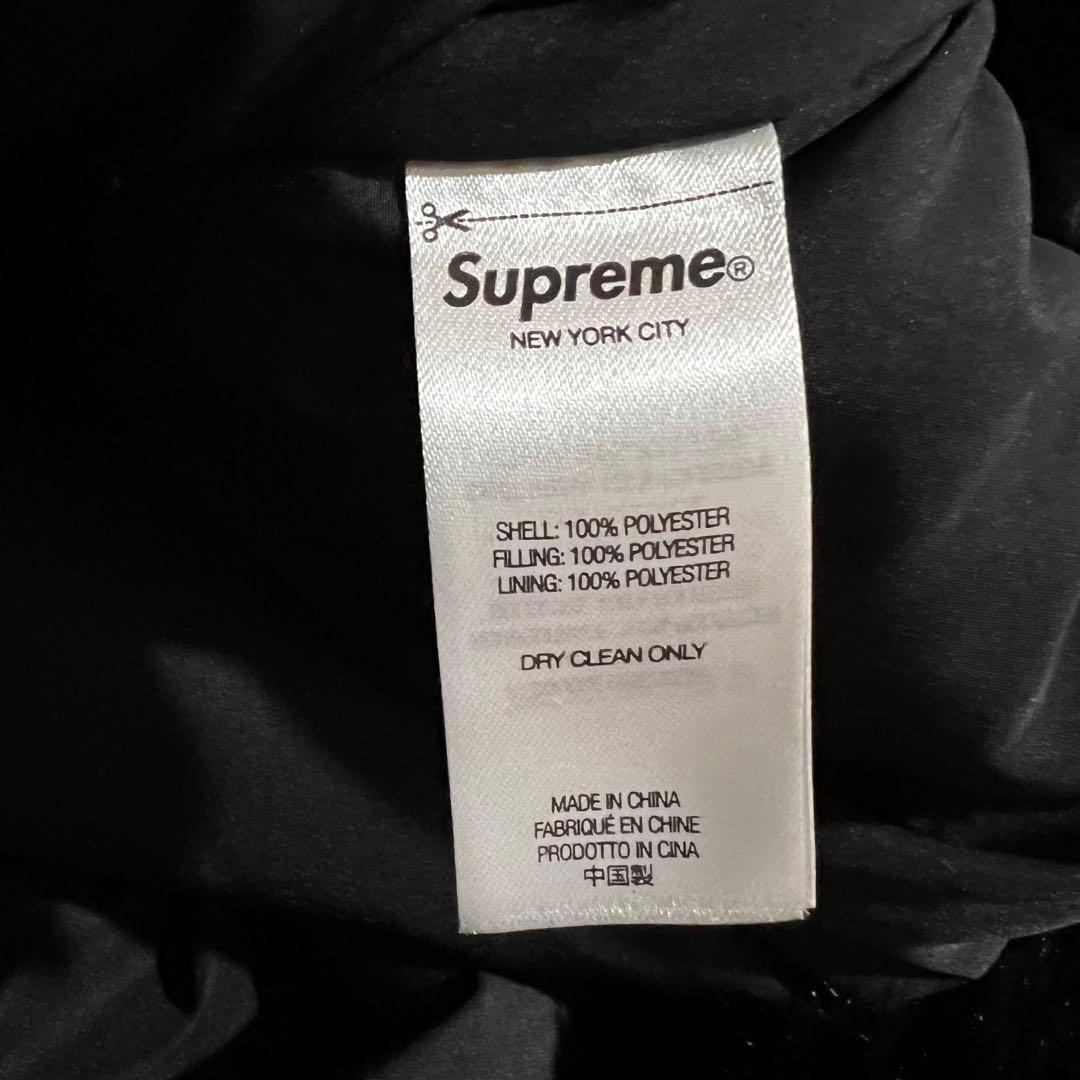 Supreme®
NEW YORK CITY
SHELL: 100% POLYESTER
FILLING: 100% POLYESTER
LINING: 100% POLYESTER
DRY CLEAN ONLY
MADE IN CHINA
FABRIQUÉ EN CHINE
PRODOTTO IN CINA
中国製